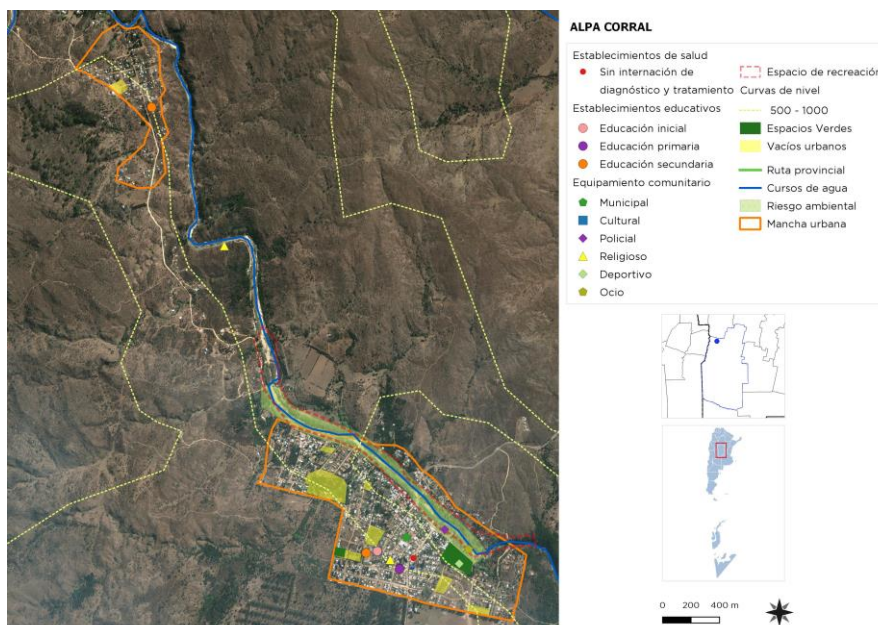 ALPA CORRAL
Establecimientos de salud
Sin internación de
diagnóstico y tratamiento
Establecimientos educativos
Educación inicial
Educación primaria
Educación secundaria
Equipamiento comunitario
Municipal
Cultural
Policial
Religioso
Deportivo
Ocio
Espacio de recreación
Curvas de nivel
500 - 1000
Espacios Verdes
Vacíos urbanos
Ruta provincial
Cursos de agua
Riesgo ambiental
Mancha urbana
0 200 400 m